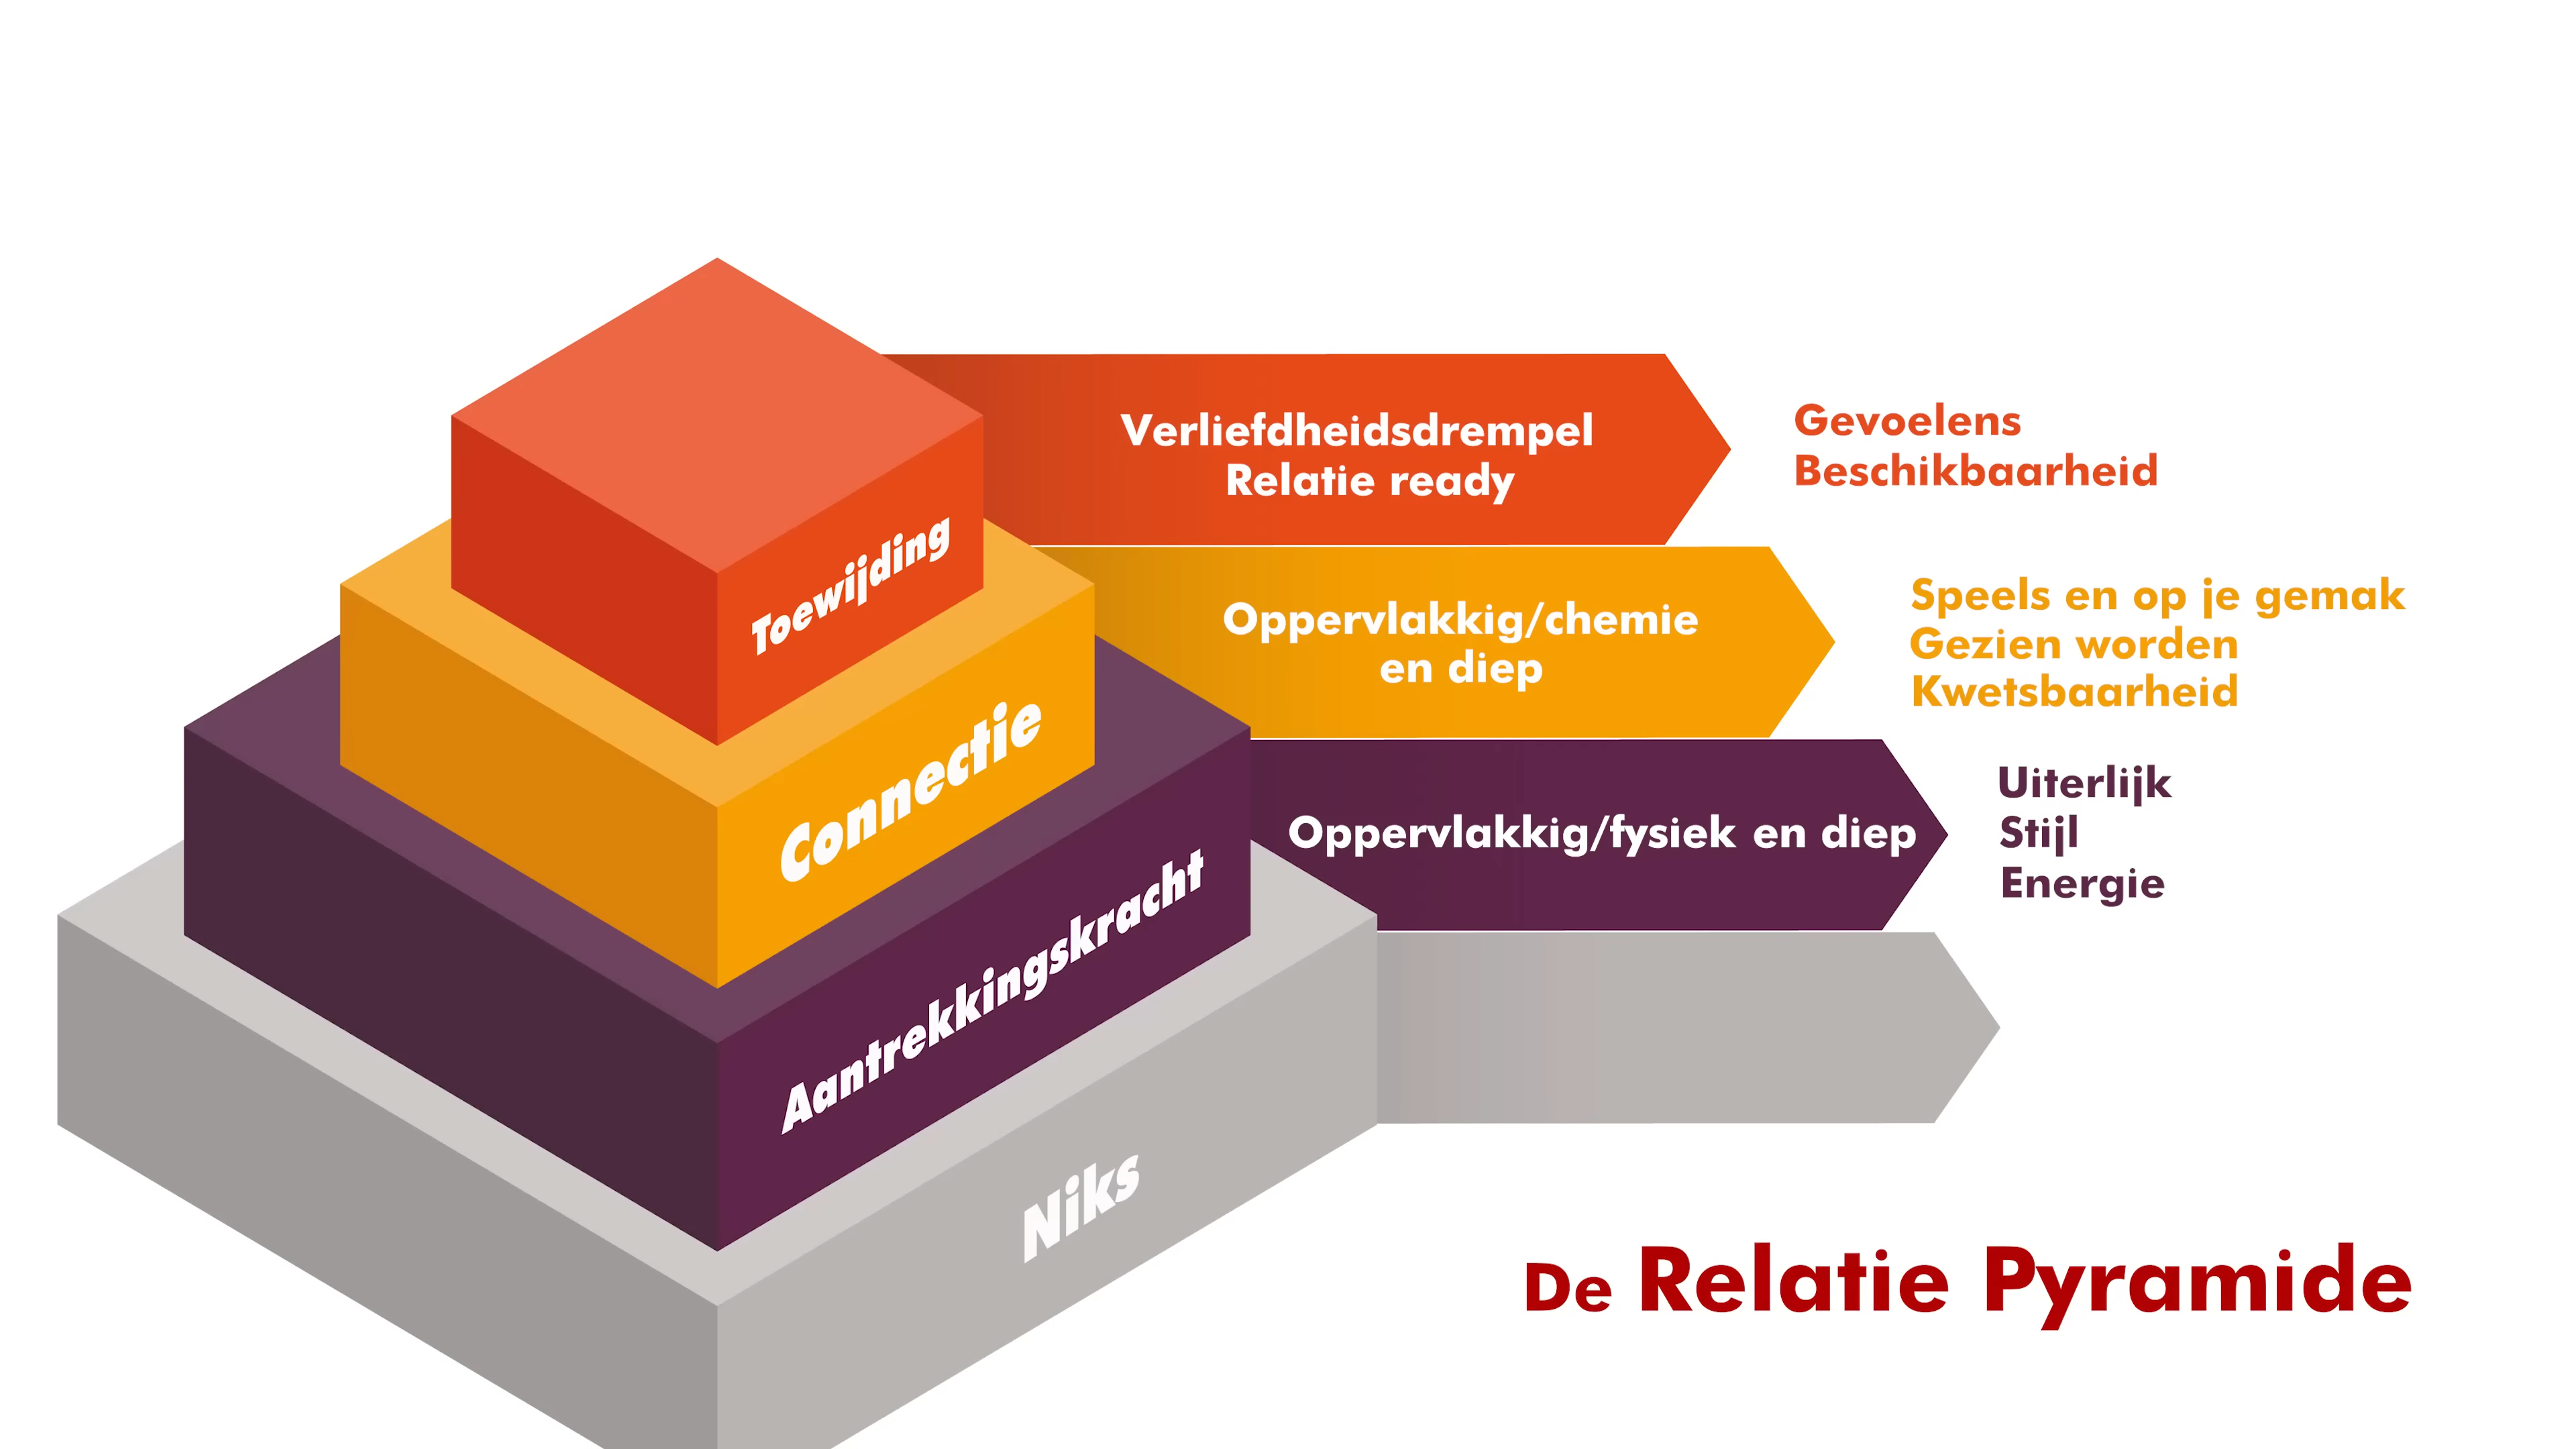 Verliefdheidsdrempel
Relatie ready
Gevoelens
Beschikbaarheid
Toewijding
Oppervlakkig/chemie
en diep
Speels en op je gemak
Gezien worden
Kwetsbaarheid
Connectie
Oppervlakkig/fysiek en diep
Uiterlijk
Stijl
Energie
Aantrekkingskracht
Niks
De Relatie Pyramide